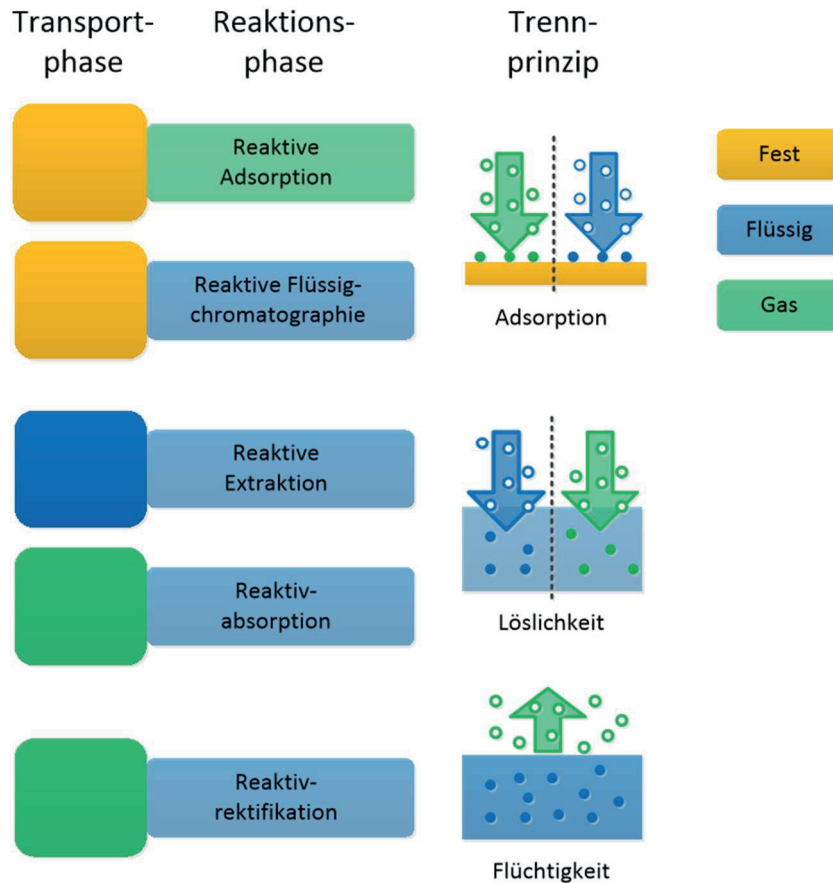 Transport-
phase
Reaktions-
phase
Trenn-
prinzip
Reaktive
Adsorption
Reaktive Flüssig-
chromatographie
Adsorption
Fest
Flüssig
Gas
Reaktive
Extraktion
Reaktiv-
absorption
Löslichkeit
Reaktiv-
rektifikation
Flüchtigkeit